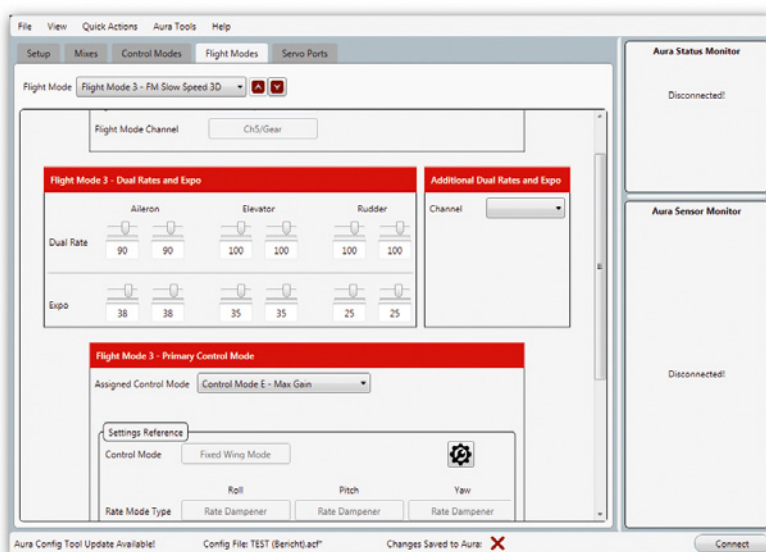 File View Quick Actions Aura Tools Help
Setup Mixes Control Modes Flight Modes Servo Ports
Flight Mode Flight Mode 3 - FM Slow Speed 3D
Flight Mode Channel Ch5/Gear
Flight Mode 3 - Dual Rates and Expo
Aileron Elevator Rudder
Dual Rate
90 90 100 100 100 100
Expo
38 38 35 35 25 25
Additional Dual Rates and Expo
Channel
Flight Mode 3 - Primary Control Mode
Assigned Control Mode Control Mode E - Max Gain
Settings Reference
Control Mode Fixed Wing Mode
Roll Pitch Yaw
Rate Mode Type Rate Dampener Rate Dampener Rate Dampener
Aura Status Monitor
Disconnected!
Aura Sensor Monitor
Disconnected!
Aura Config Tool Update Available! Config File: TEST (Bericht).acf* Changes Saved to Aura: Connect